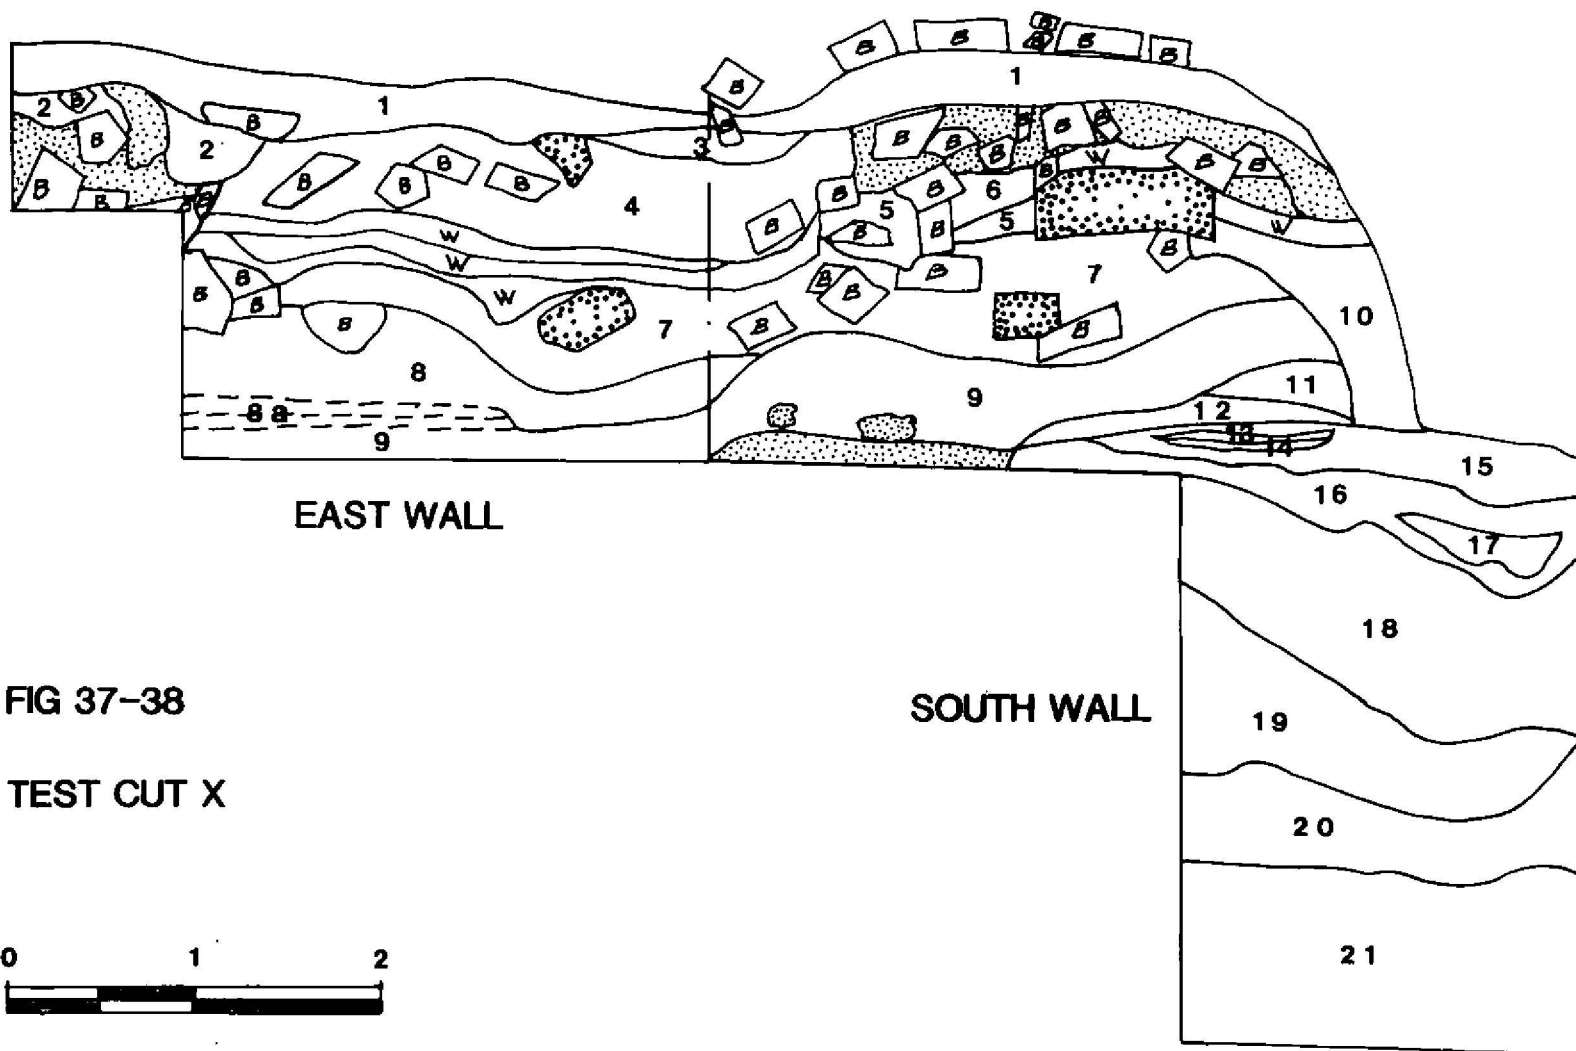 B B B B B B
1 1
2 B B B
3
2 B B B B B B B
B B B B B W B
B 6 B
B B B B 4 B 5 5 W
W B B
W B B B 7
B B W 7 B B 10
B B
8 11
9 12
8a 13
9 14 15
EAST WALL 16
17
18
FIG 37-38 SOUTH WALL 19
TEST CUT X
20
0 1 2 21